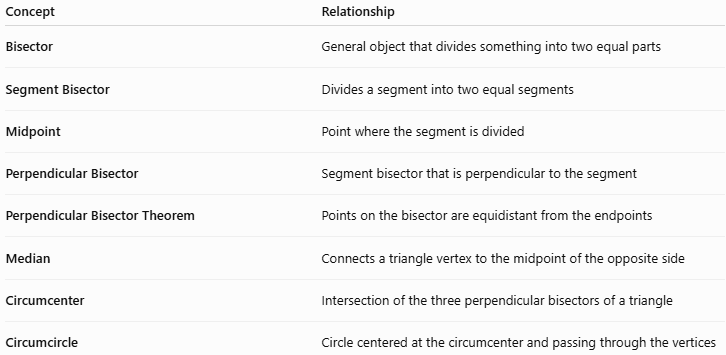 Concept Relationship
Bisector General object that divides something into two equal parts
Segment Bisector Divides a segment into two equal segments
Midpoint Point where the segment is divided
Perpendicular Bisector Segment bisector that is perpendicular to the segment
Perpendicular Bisector Theorem Points on the bisector are equidistant from the endpoints
Median Connects a triangle vertex to the midpoint of the opposite side
Circumcenter Intersection of the three perpendicular bisectors of a triangle
Circumcircle Circle centered at the circumcenter and passing through the vertices